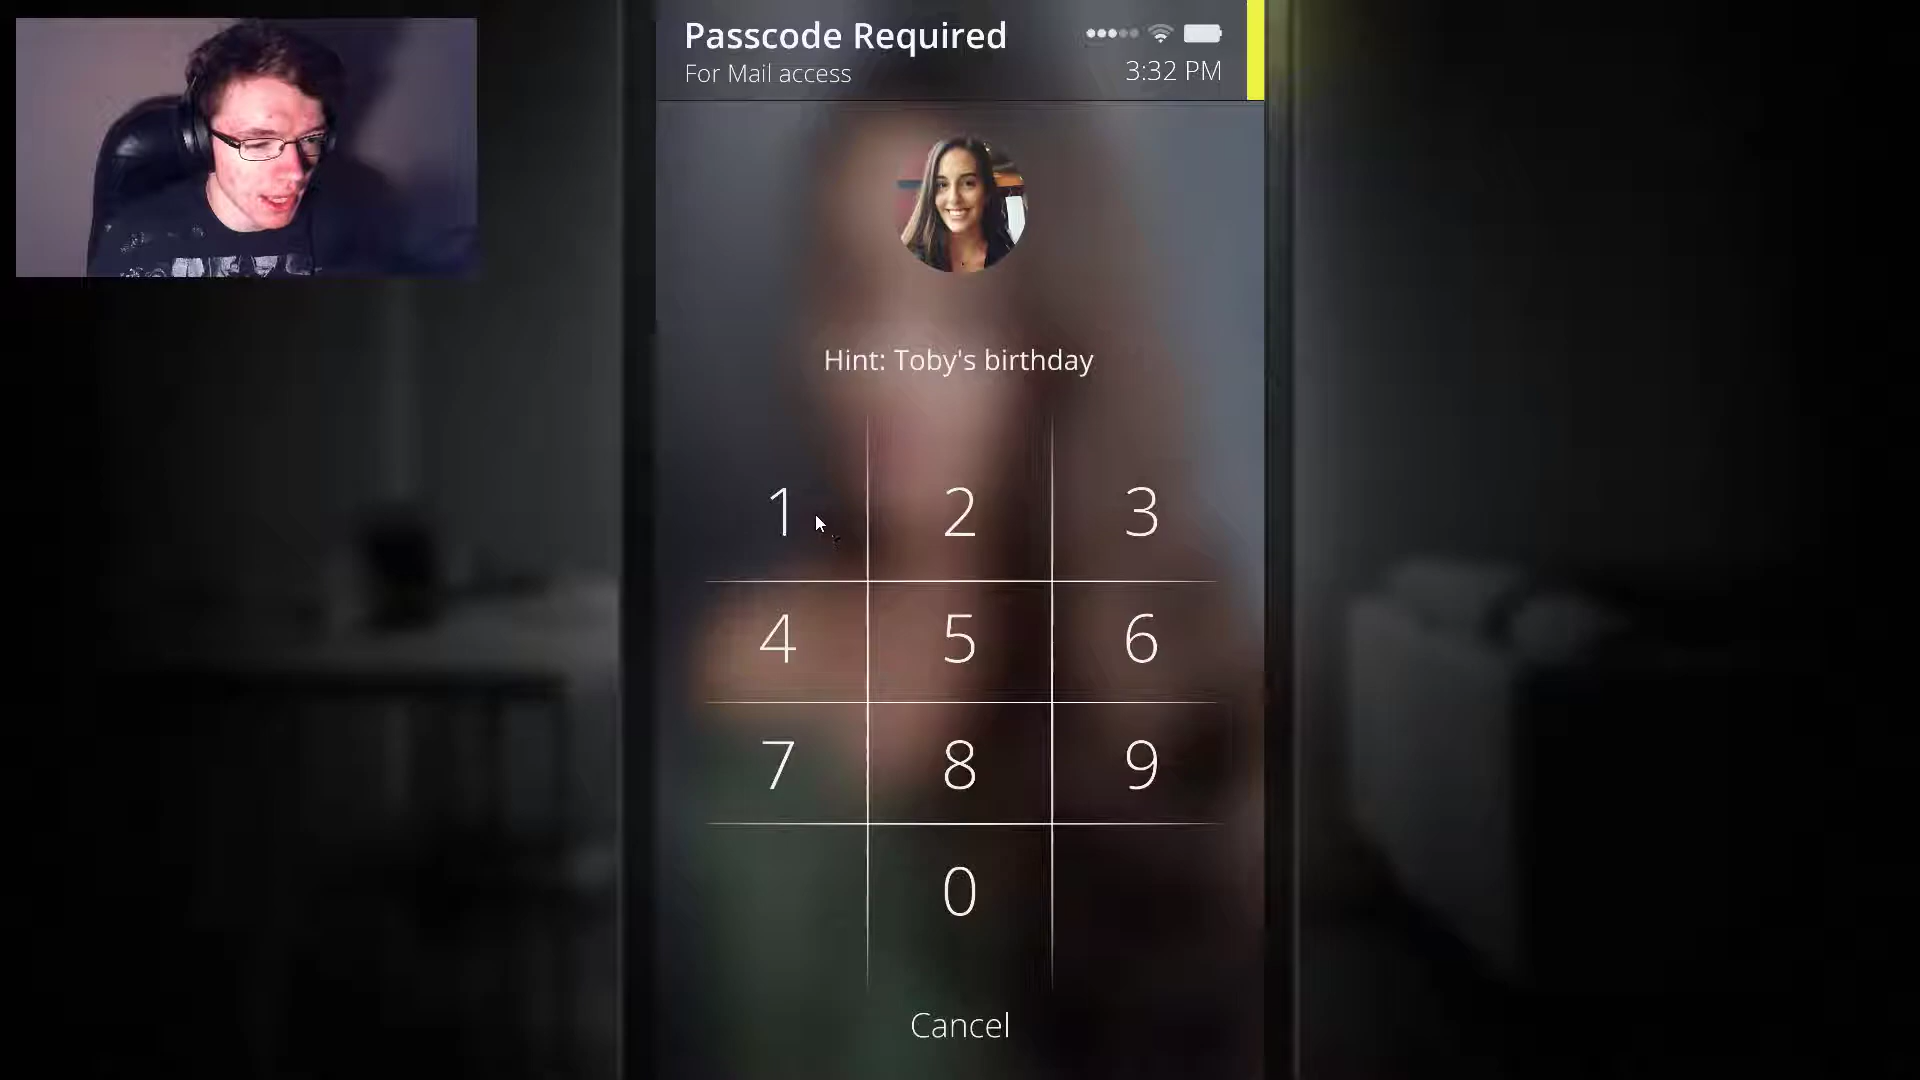 Passcode Required
For Mail access
3:32 PM
Hint: Toby's birthday
1 2 3
4 5 6
7 8 9
0
Cancel